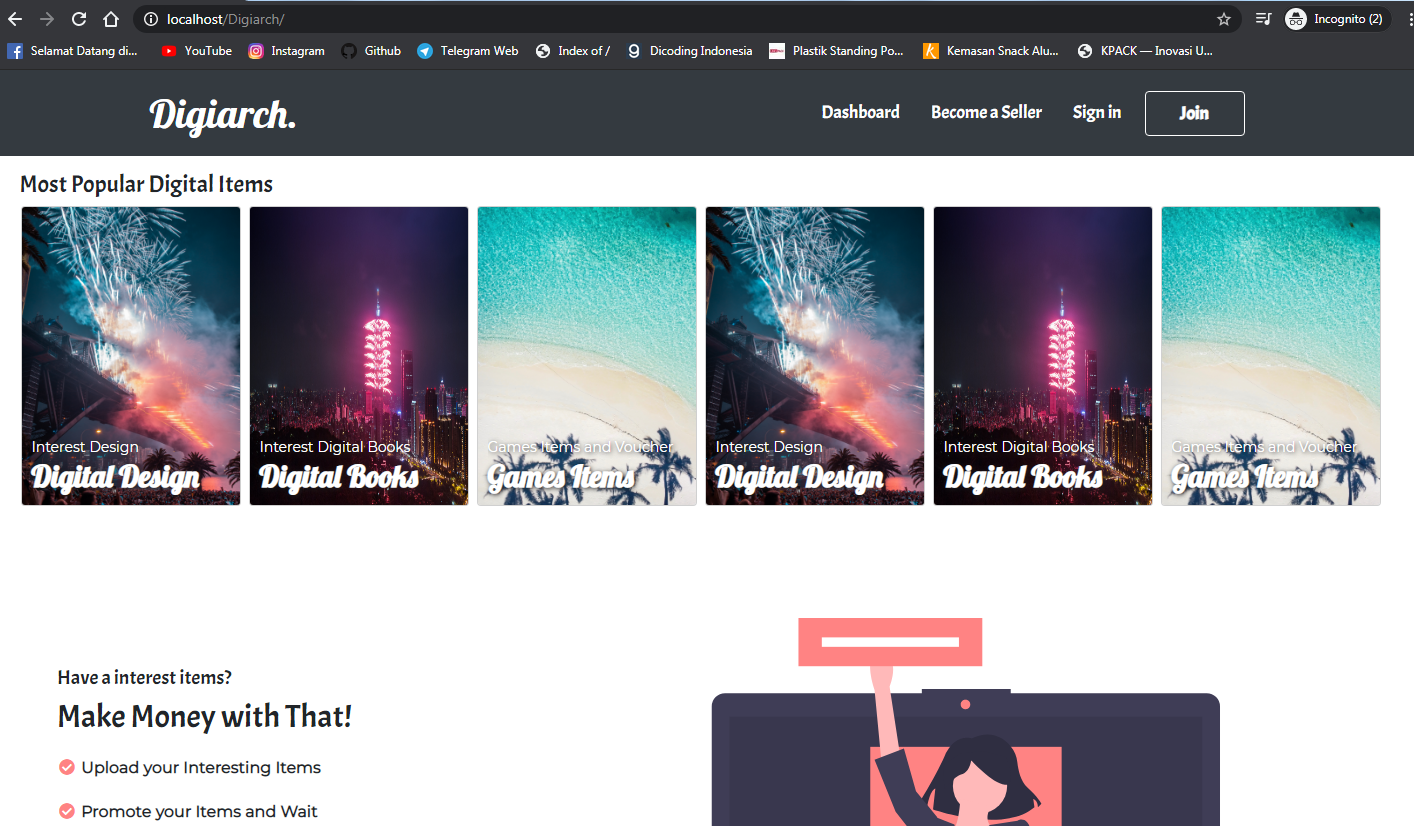 localhost/Digiarch/
Incognito (2)
Selamat Datang di...
YouTube
Instagram
Github
Telegram Web
Index of /
Dicoding Indonesia
Plastik Standing Po...
Kemasan Snack Alu...
KPACK — Inovasi U...
Digiarch.
Dashboard
Become a Seller
Sign in
Join
Most Popular Digital Items
Interest Design
Digital Design
Interest Digital Books
Digital Books
Games Items and Voucher
Games Items
Interest Design
Digital Design
Interest Digital Books
Digital Books
Games Items and Voucher
Games Items
Have a interest items?
Make Money with That!
Upload your Interesting Items
Promote your Items and Wait